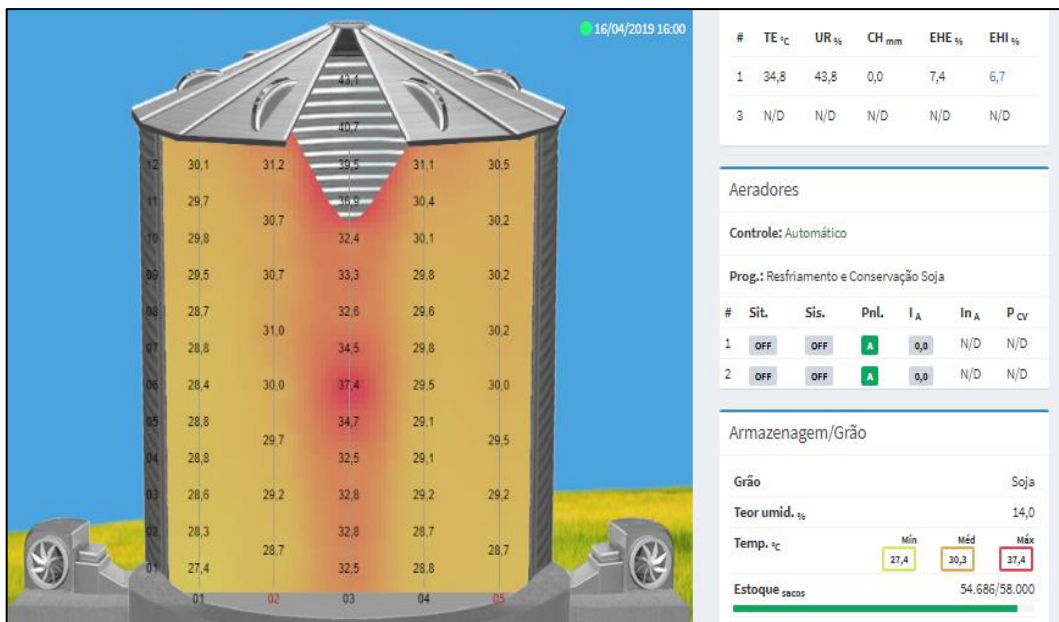 16/04/2019 16:00
43,1
40,7
12 30,1 31,2 39,5 31,1 30,5
11 29,7 36,9 30,4
30,7 30,2
10 29,8 32,4 30,1
09 29,5 30,7 33,3 29,8 30,2
08 28,7 32,6 29,6
31,0 30,2
07 28,8 34,5 29,8
06 28,4 30,0 37,4 29,5 30,0
05 28,8 34,7 29,1
29,7 29,5
04 28,8 32,5 29,1
03 28,6 29,2 32,8 29,2 29,2
02 28,3 32,8 28,7
28,7 28,7
01 27,4 32,5 28,8
01 02 03 04 05
# TE °C UR % CH mm EHE % EHI %
1 34,8 43,8 0,0 7,4 6,7
3 N/D N/D N/D N/D N/D
Aeradores
Controle: Automático
Prog.: Resfriamento e Conservação Soja
# Sit. Sis. Pnl. I A In A P CV
1 OFF OFF A 0,0 N/D N/D
2 OFF OFF A 0,0 N/D N/D
Armazenagem/Grão
Grão Soja
Teor umid. % 14,0
Temp. °C Mín Méd Máx
27,4 30,3 37,4
Estoque sacos 54.686/58.000